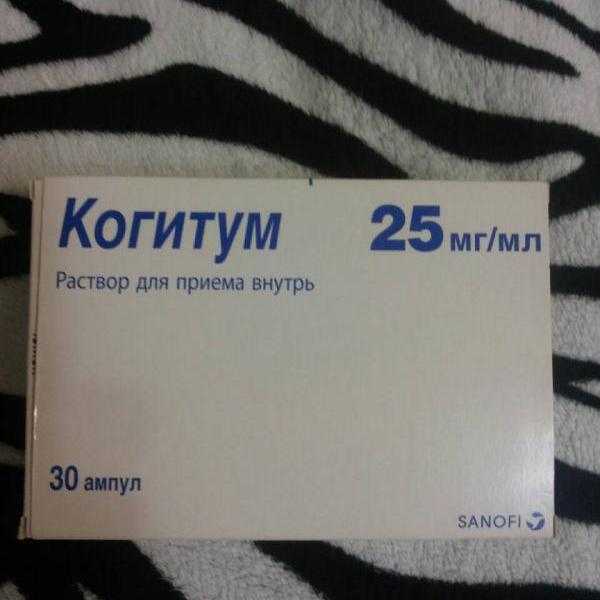 Когитум 25 мг/мл
Раствор для приема внутрь
30 ампул
SANOFI